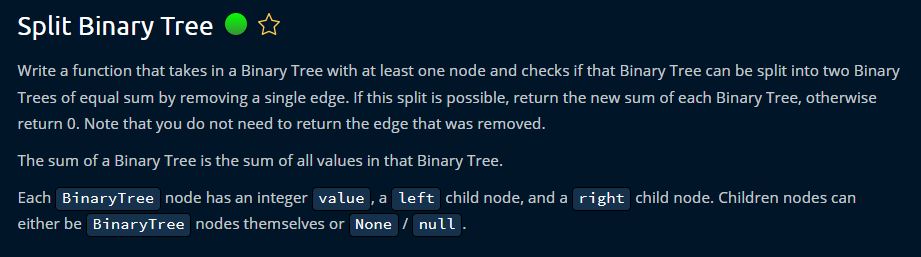 Split Binary Tree
Write a function that takes in a Binary Tree with at least one node and checks if that Binary Tree can be split into two Binary
Trees of equal sum by removing a single edge. If this split is possible, return the new sum of each Binary Tree, otherwise
return 0. Note that you do not need to return the edge that was removed.
The sum of a Binary Tree is the sum of all values in that Binary Tree.
Each BinaryTree node has an integer value, a left child node, and a right child node. Children nodes can
either be BinaryTree nodes themselves or None / null.